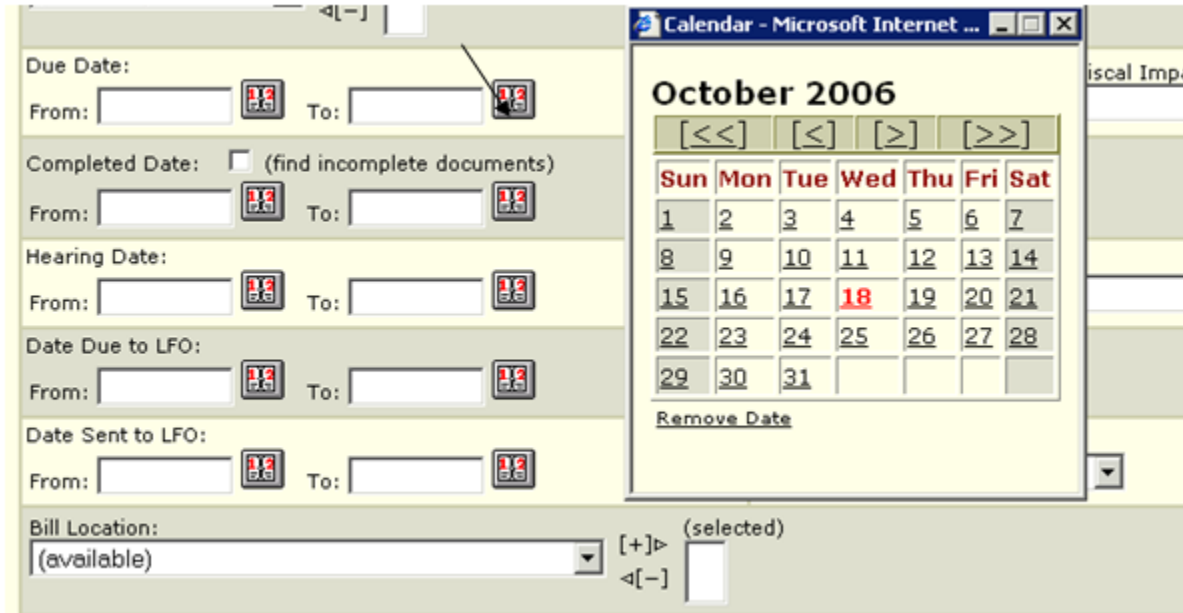 ◁[−]
Due Date:
From: To:
Completed Date: (find incomplete documents)
From: To:
Hearing Date:
From: To:
Date Due to LFO:
From: To:
Date Sent to LFO:
From: To:
Bill Location:
(available)
[+]▷
◁[−]
(selected)
Calendar - Microsoft Internet ...
October 2006
[<<] [<] [>] [>>]
Sun Mon Tue Wed Thu Fri Sat
1 2 3 4 5 6 7
8 9 10 11 12 13 14
15 16 17 18 19 20 21
22 23 24 25 26 27 28
29 30 31
Remove Date